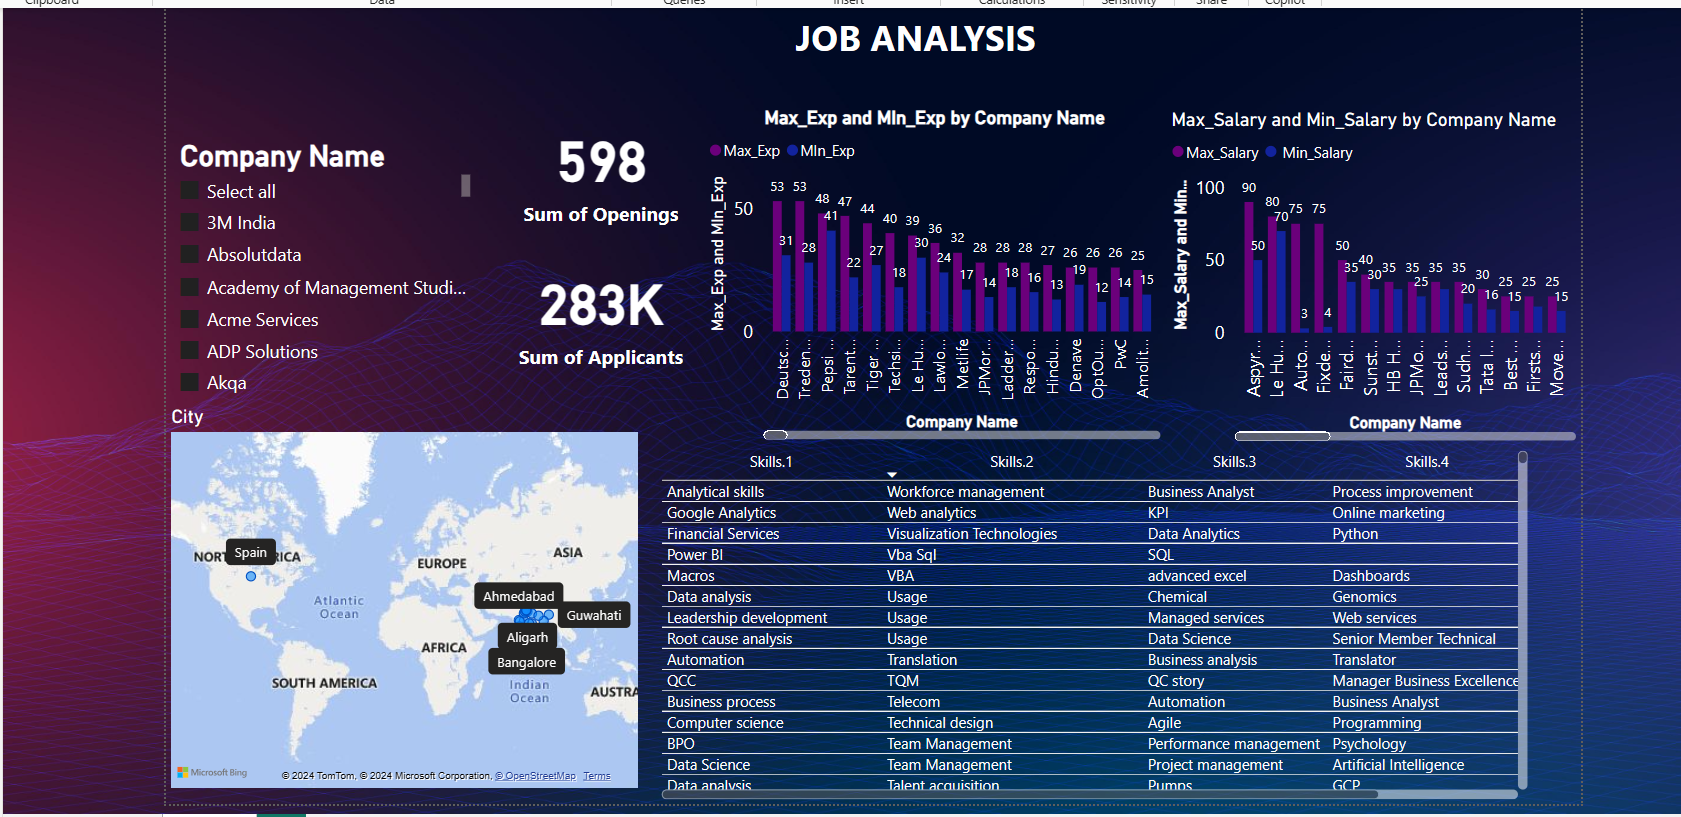 Clipboard Data Queries Insert Calculations Sensitivity Share Copilot
JOB ANALYSIS
Company Name
Select all
3M India
Absolutdata
Academy of Management Studi...
Acme Services
ADP Solutions
Akqa
598
Sum of Openings
283K
Sum of Applicants
Max_Exp and MIn_Exp by Company Name
Max_Exp MIn_Exp
Max_Exp and MIn_Exp
50
0
53 53 48 47 44 40 39 36 32 28 28 28 27 26 26 26 25
31 28 41 22 27 18 30 24 17 14 18 16 13 19 12 14 15
Deutsc...
Treden...
Pepsi ...
Tarent...
Tiger ...
Techsi...
Le Hu...
Lawlo...
Metlife
JPMor...
Ladder...
Respo...
Hindu...
Denave
OptOu...
PwC
Amolit...
Company Name
Max_Salary and Min_Salary by Company Name
Max_Salary Min_Salary
Max_Salary and Min...
100
50
0
90 80 75 75 50 40 35 35 35 35 30 25 25 25
50 70 3 4 35 30 25 20 16 15 15
Aspyr...
Le Hu...
Auto...
Fixde...
Faird...
Sunst...
HB H...
JPMo...
Leads...
Sudh...
Tata I...
Best ...
Firsts...
Move...
Company Name
City
NORTH AMERICA
Spain
EUROPE
ASIA
Atlantic
Ocean
Ahmedabad
Guwahati
Aligarh
Bangalore
AFRICA
SOUTH AMERICA
Indian
Ocean
AUSTRA
Microsoft Bing
© 2024 TomTom, © 2024 Microsoft Corporation, © OpenStreetMap Terms
Skills.1 Skills.2 Skills.3 Skills.4
Analytical skills Workforce management Business Analyst Process improvement
Google Analytics Web analytics KPI Online marketing
Financial Services Visualization Technologies Data Analytics Python
Power BI Vba Sql SQL
Macros VBA advanced excel Dashboards
Data analysis Usage Chemical Genomics
Leadership development Usage Managed services Web services
Root cause analysis Usage Data Science Senior Member Technical
Automation Translation Business analysis Translator
QCC TQM QC story Manager Business Excellence
Business process Telecom Automation Business Analyst
Computer science Technical design Agile Programming
BPO Team Management Performance management Psychology
Data Science Team Management Project management Artificial Intelligence
Data analysis Talent acquisition Pumps GCP